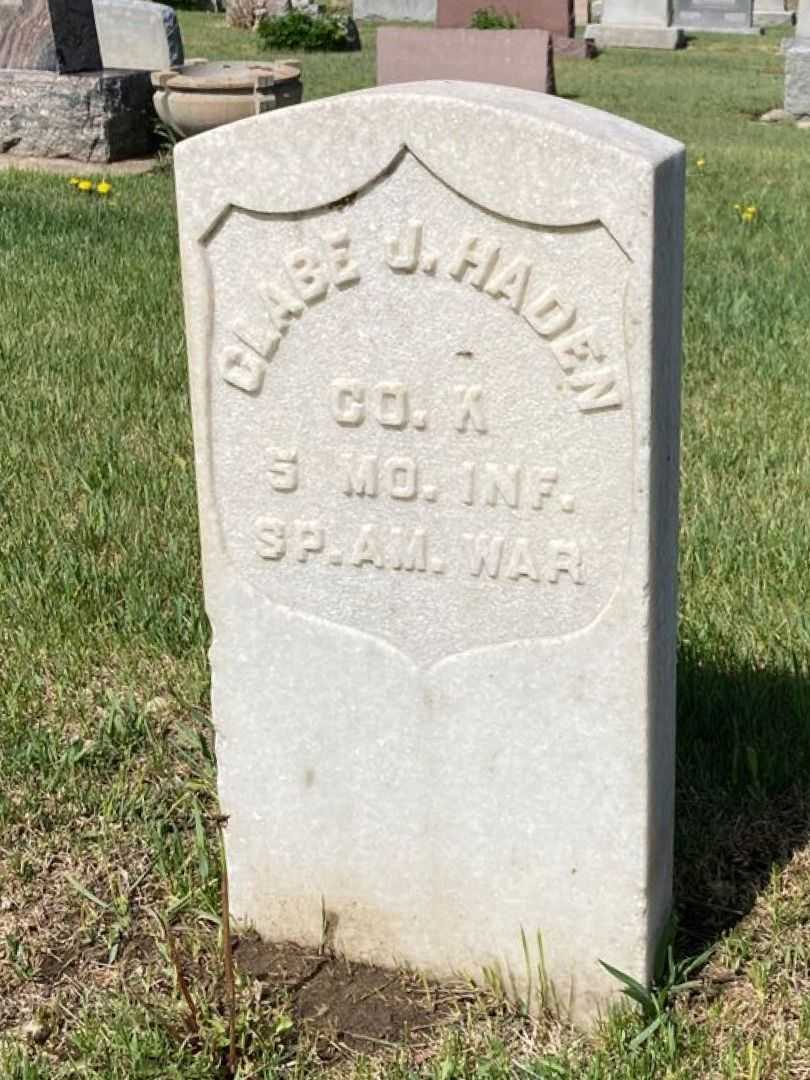 CLABE J. HADEN
CO. K
5 MO. INF.
SP. AM. WAR